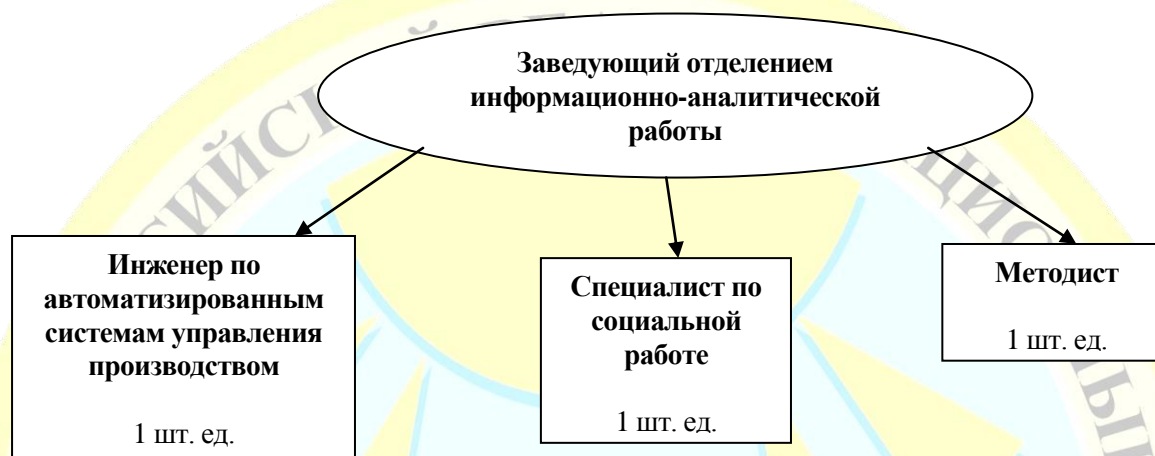 Заведующий отделением
информационно-аналитической
работы
Инженер по
автоматизированным
системам управления
производством
1 шт. ед.
Специалист по
социальной
работе
1 шт. ед.
Методист
1 шт. ед.